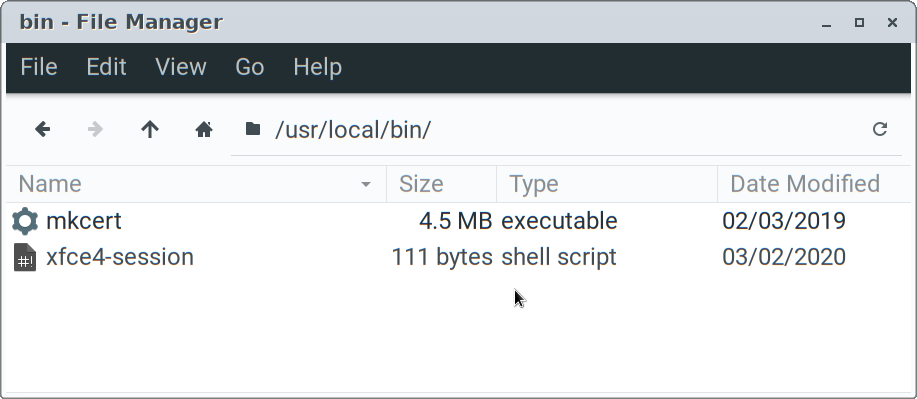 bin - File Manager
File Edit View Go Help
/usr/local/bin/
Name Size Type Date Modified
mkcert 4.5 MB executable 02/03/2019
xfce4-session 111 bytes shell script 03/02/2020